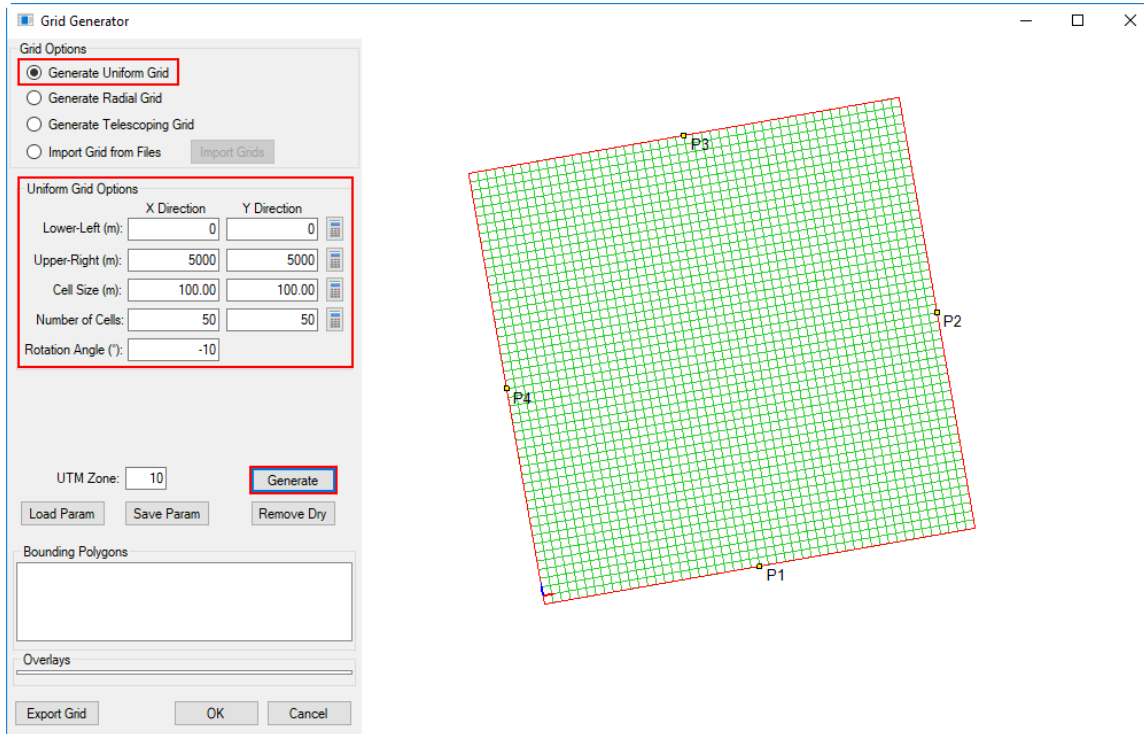 Grid Generator
Grid Options
Generate Uniform Grid
Generate Radial Grid
Generate Telescoping Grid
Import Grid from Files Import Grids
Uniform Grid Options
X Direction Y Direction
Lower-Left (m): 0 0
Upper-Right (m): 5000 5000
Cell Size (m): 100.00 100.00
Number of Cells: 50 50
Rotation Angle (°): -10
UTM Zone: 10 Generate
Load Param Save Param Remove Dry
Bounding Polygons
Overlays
Export Grid OK Cancel
P3
P2
P4
P1